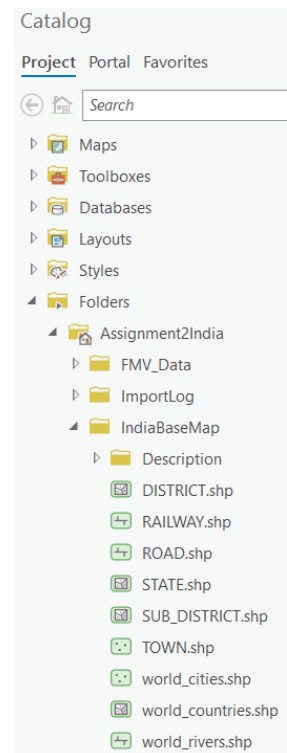 Catalog
Project Portal Favorites
Search
Maps
Toolboxes
Databases
Layouts
Styles
Folders
Assignment2India
FMV_Data
ImportLog
IndiaBaseMap
Description
DISTRICT.shp
RAILWAY.shp
ROAD.shp
STATE.shp
SUB_DISTRICT.shp
TOWN.shp
world_cities.shp
world_countries.shp
world_rivers.shp